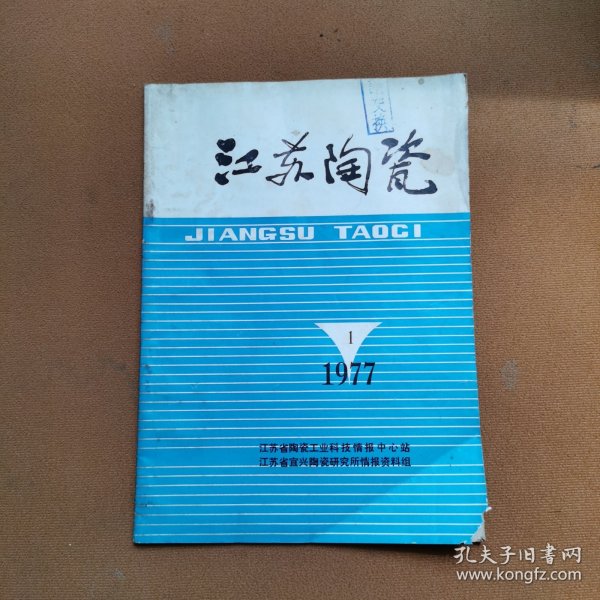 江苏陶瓷
JIANGSU TAOCI
1
1977
江苏省陶瓷工业科技情报中心站
江苏省宜兴陶瓷研究所情报资料组
孔夫子旧书网
www.kongfz.com